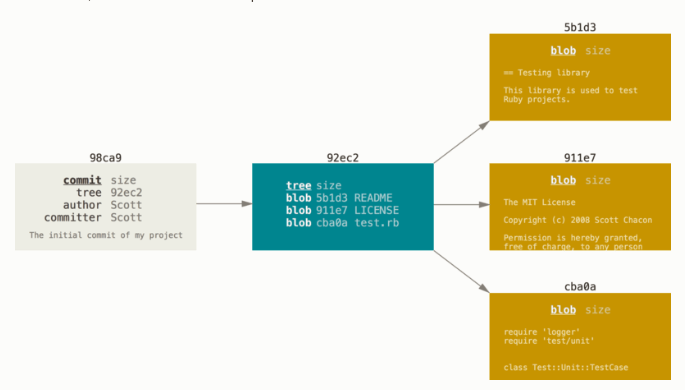 98ca9
commit size
tree 92ec2
author Scott
committer Scott
The initial commit of my project
92ec2
tree size
blob 5b1d3 README
blob 911e7 LICENSE
blob cba0a test.rb
5b1d3
blob size
== Testing library
This library is used to test
Ruby projects.
911e7
blob size
The MIT License
Copyright (c) 2008 Scott Chacon
Permission is hereby granted,
free of charge, to any person
cba0a
blob size
require 'logger'
require 'test/unit'
class Test::Unit::TestCase